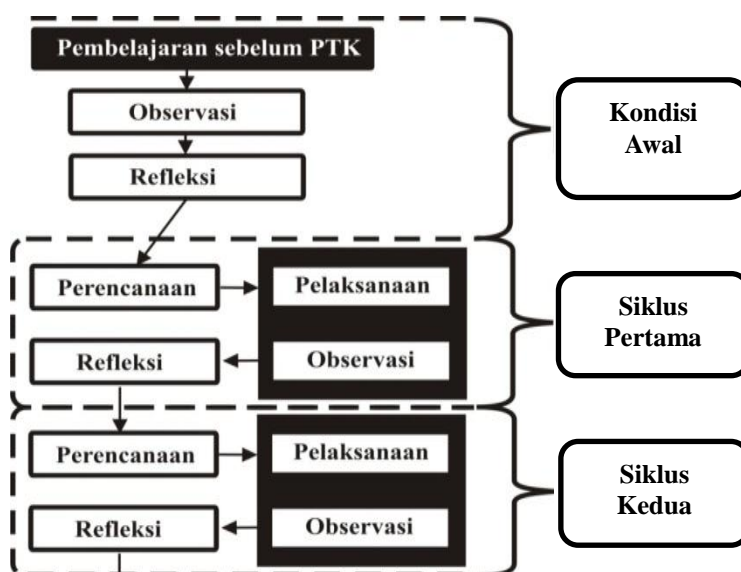 Pembelajaran sebelum PTK
Observasi
Refleksi
Kondisi
Awal
Perencanaan
Pelaksanaan
Refleksi
Observasi
Siklus
Pertama
Perencanaan
Pelaksanaan
Refleksi
Observasi
Siklus
Kedua